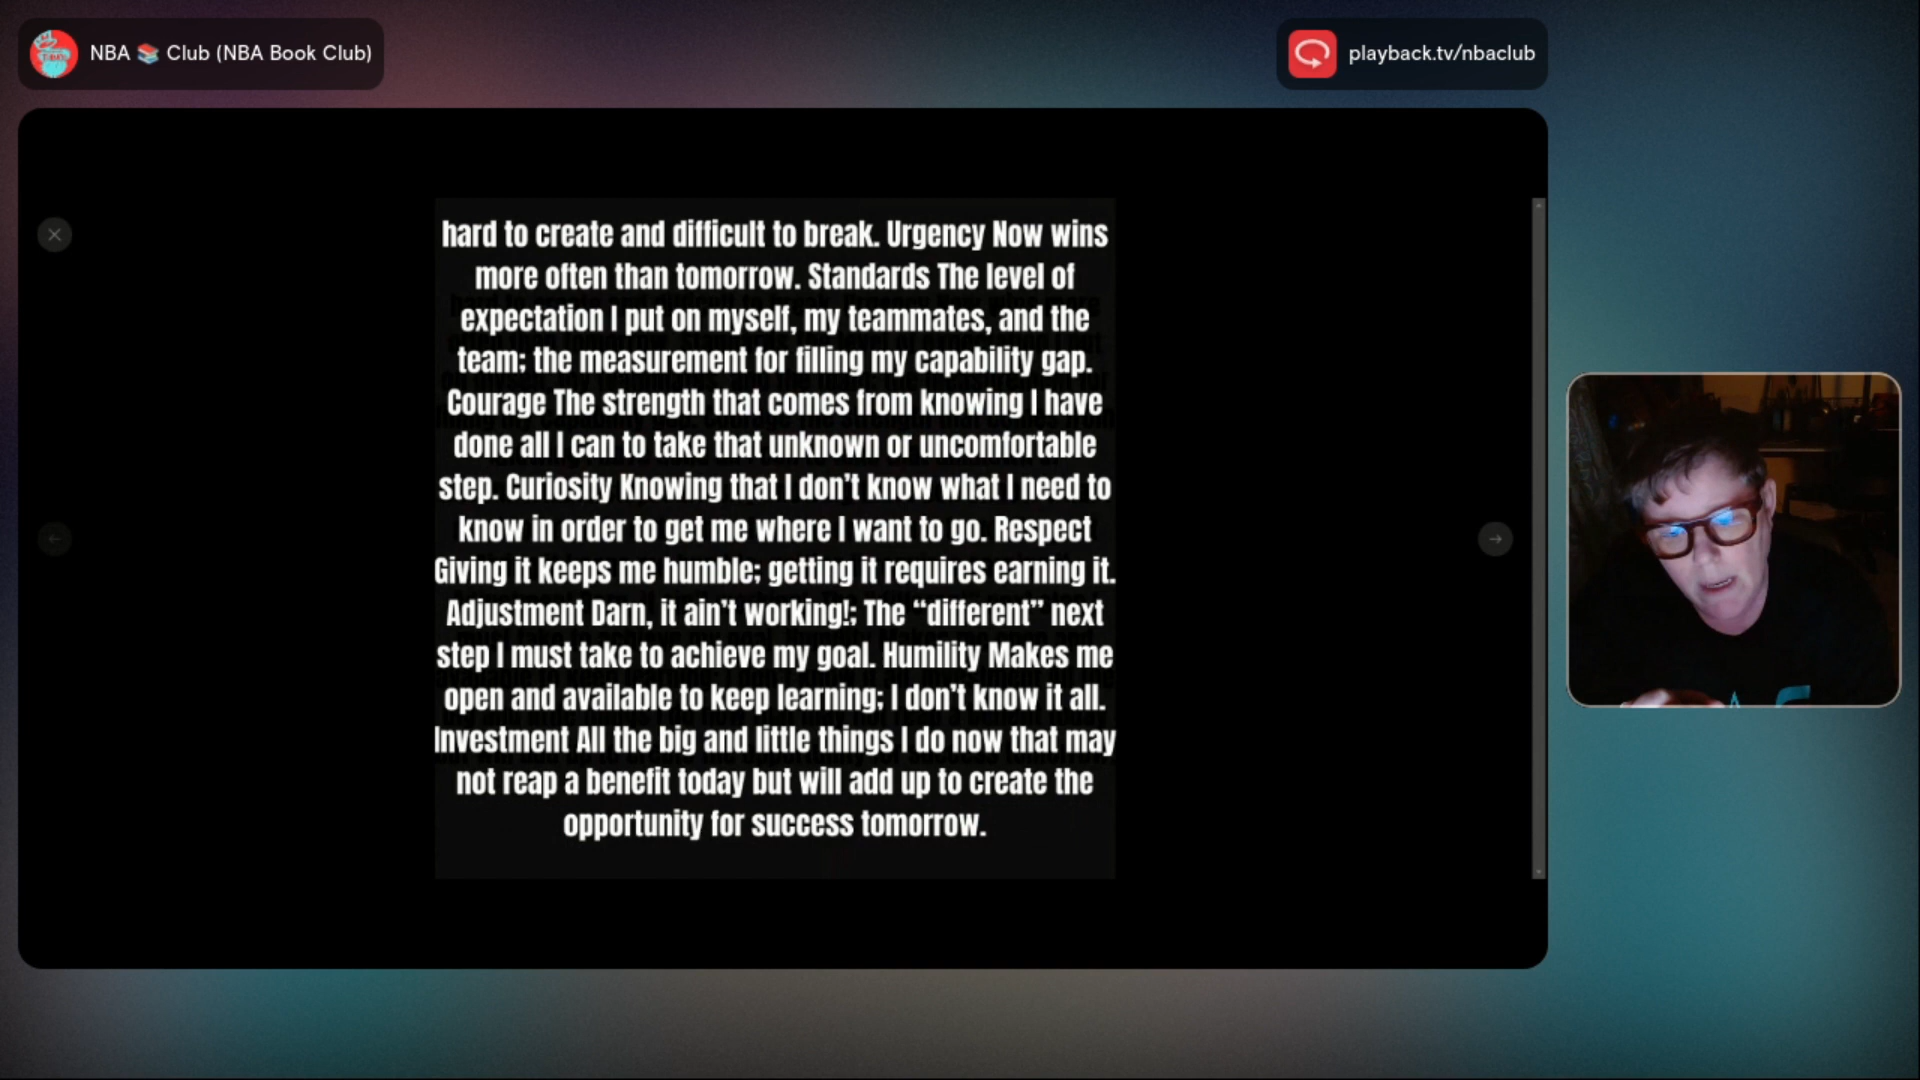 NBA 📚 Club (NBA Book Club)
playback.tv/nbaclub
hard to create and difficult to break. Urgency Now wins
more often than tomorrow. Standards The level of
expectation I put on myself, my teammates, and the
team; the measurement for filling my capability gap.
Courage The strength that comes from knowing I have
done all I can to take that unknown or uncomfortable
step. Curiosity Knowing that I don’t know what I need to
know in order to get me where I want to go. Respect
Giving it keeps me humble; getting it requires earning it.
Adjustment Darn, it ain’t working!; The “different” next
step I must take to achieve my goal. Humility Makes me
open and available to keep learning; I don’t know it all.
Investment All the big and little things I do now that may
not reap a benefit today but will add up to create the
opportunity for success tomorrow.